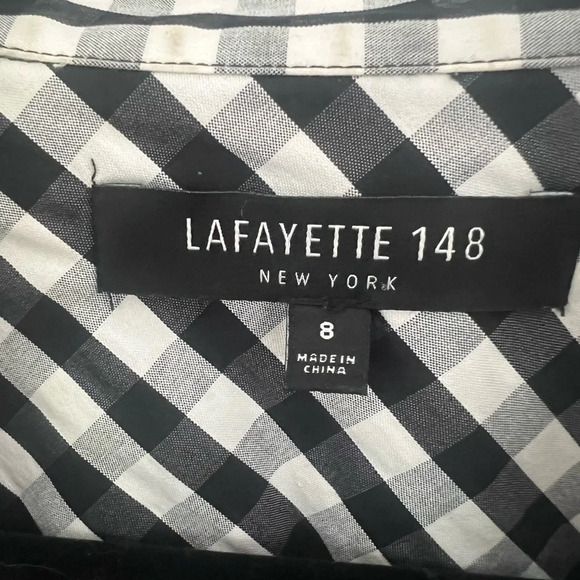 LAFAYETTE 148
NEW YORK
8
MADE IN
CHINA